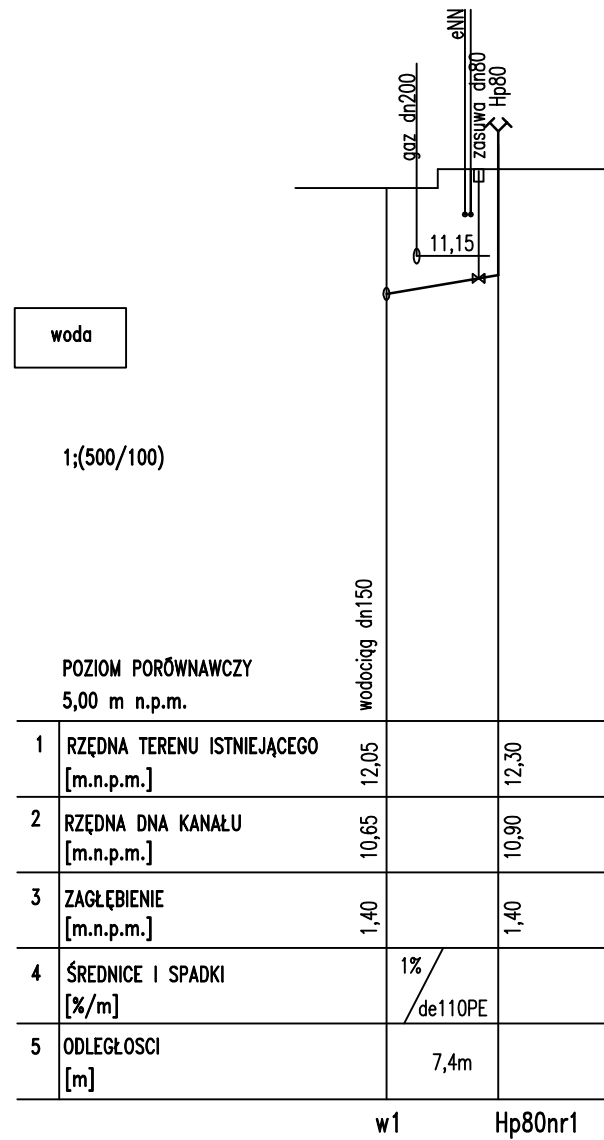 eNN
gaz dn200
zasuwa dn80
Hp80
11,15
woda
1;(500/100)
wodociąg dn150
POZIOM PORÓWNAWCZY
5,00 m n.p.m.
1 RZĘDNA TERENU ISTNIEJĄCEGO
[m.n.p.m.]
12,05
12,30
2 RZĘDNA DNA KANAŁU
[m.n.p.m.]
10,65
10,90
3 ZAGŁĘBIENIE
[m.n.p.m.]
1,40
1,40
4 ŚREDNICE I SPADKI
[%/m]
1%
de110PE
5 ODLEGŁOSCI
[m]
7,4m
w1
Hp80nr1